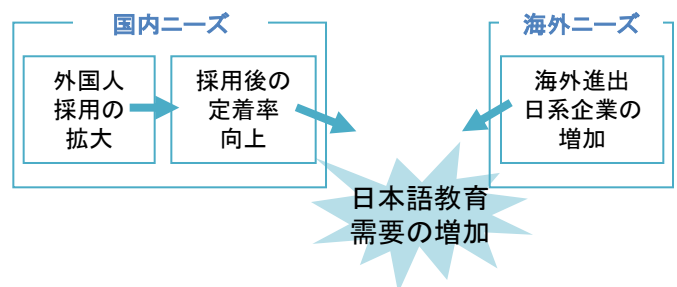 国内ニーズ
外国人
採用の
拡大
採用後の
定着率
向上
海外ニーズ
海外進出
日系企業の
増加
日本語教育
需要の増加